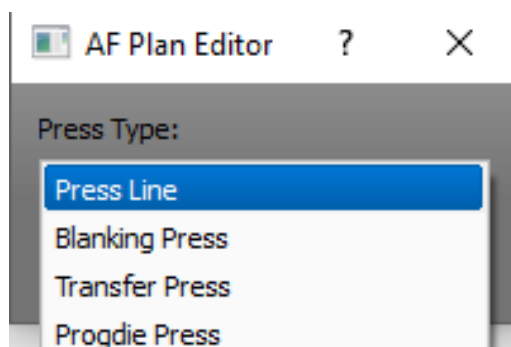 AF Plan Editor ?
Press Type:
Press Line
Blanking Press
Transfer Press
Progdie Press